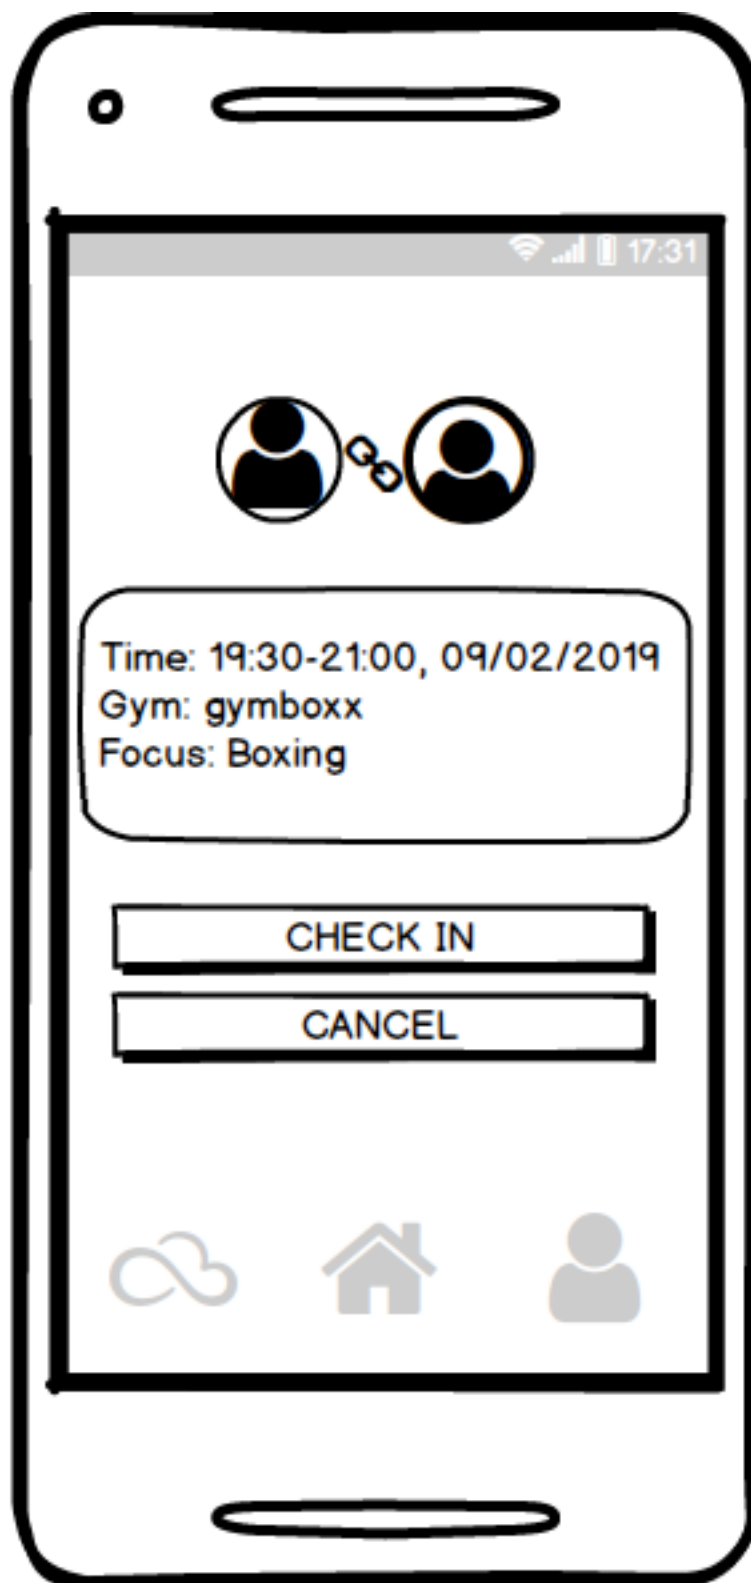 17:31
Time: 19:30-21:00, 09/02/2019
Gym: gymboxx
Focus: Boxing
CHECK IN
CANCEL